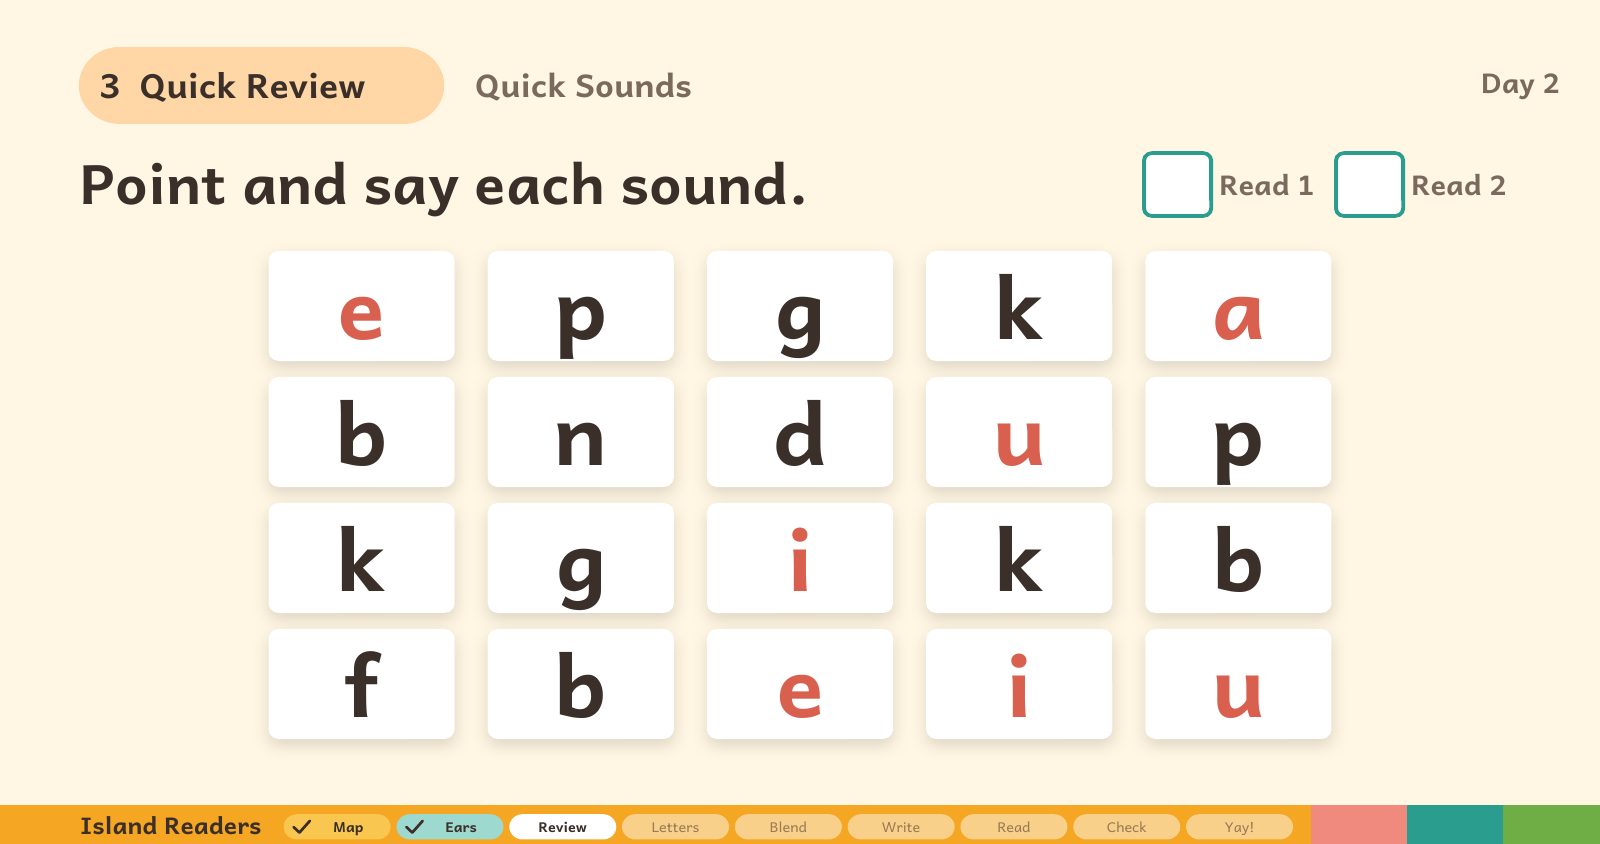 3 Quick Review Quick Sounds Day 2
Point and say each sound. Read 1 Read 2
e p g k a
b n d u p
k g i k b
f b e i u
Island Readers Map Ears Review Letters Blend Write Read Check Yay!